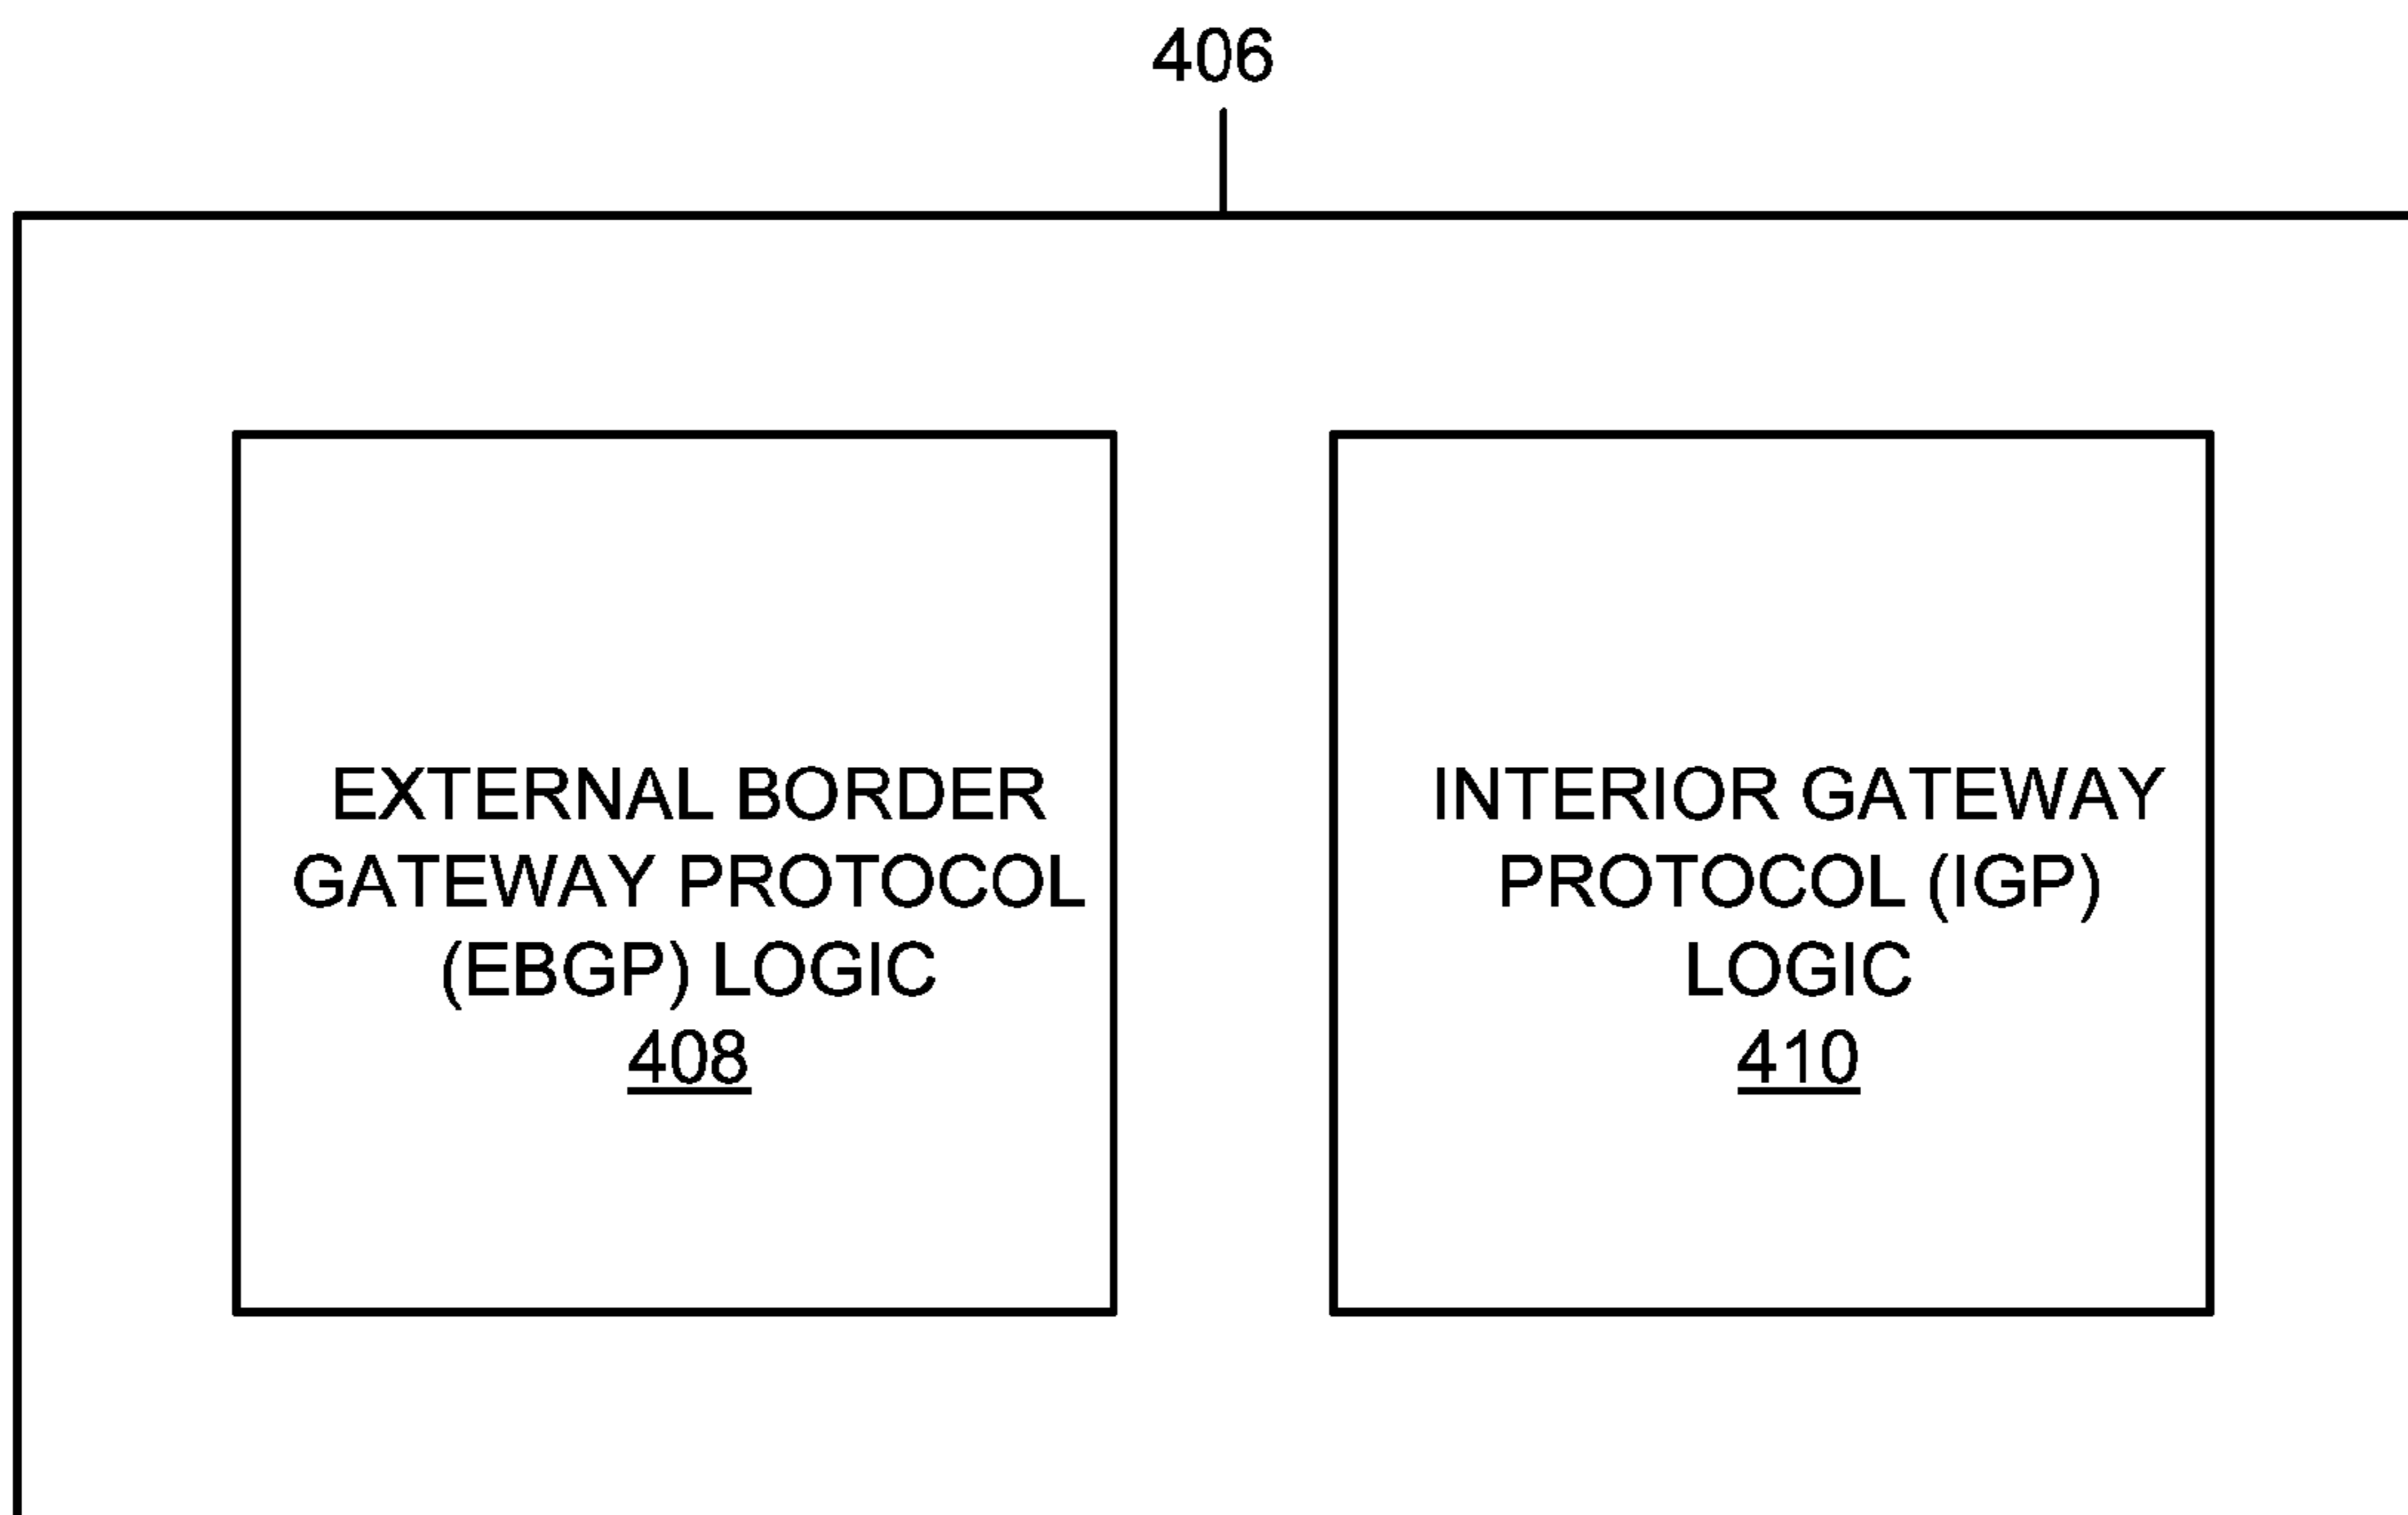 406
EXTERNAL BORDER
GATEWAY PROTOCOL
(EBGP) LOGIC
408
INTERIOR GATEWAY
PROTOCOL (IGP)
LOGIC
410